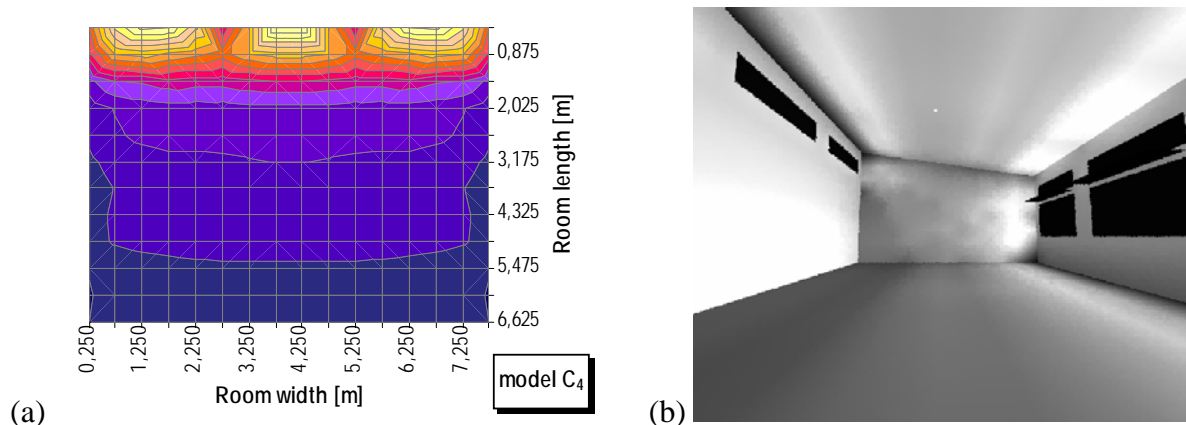 0,875
2,025
3,175
4,325
5,475
6,625
Room length [m]
0,250
1,250
2,250
3,250
4,250
5,250
6,250
7,250
Room width [m]
model C₄
(a)
(b)